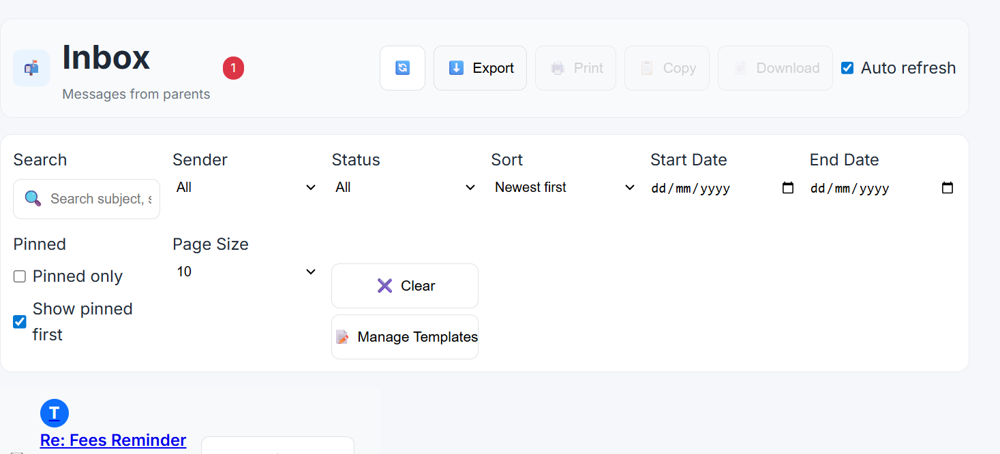 Inbox
1
Messages from parents
Export
Print
Copy
Download
Auto refresh
Search
Sender
Status
Sort
Start Date
End Date
Search subject, s
All
All
Newest first
dd/mm/yyyy
dd/mm/yyyy
Pinned
Page Size
Pinned only
10
Clear
Show pinned
first
Manage Templates
T
Re: Fees Reminder